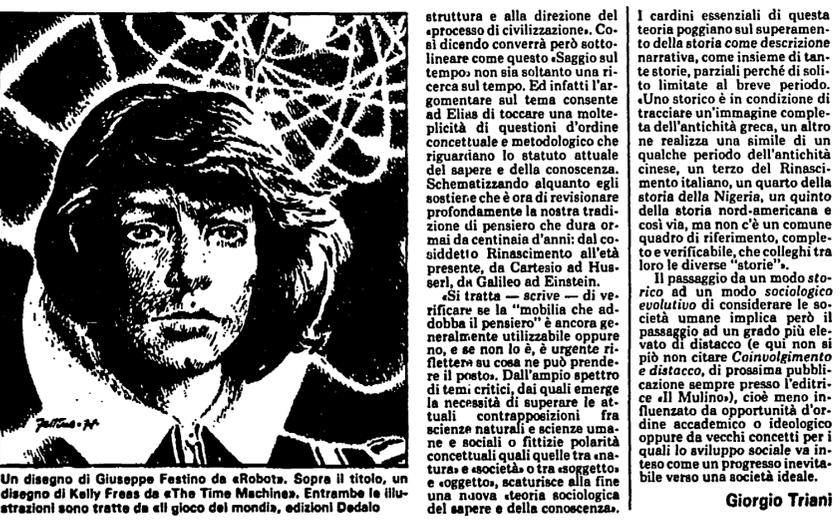 Festino · 78
Un disegno di Giuseppe Festino da «Robot». Sopra il titolo, un
disegno di Kelly Freas da «The Time Machine». Entrambe le illu-
strazioni sono tratte da «Il gioco dei mondi», edizioni Dedalo
struttura e alla direzione del
«processo di civilizzazione». Co-
sì dicendo converrà però sotto-
lineare come questo «Saggio sul
tempo» non sia soltanto una ri-
cerca sul tempo. Ed infatti l'ar-
gomentare sul tema consente
ad Elias di toccare una molte-
plicità di questioni d'ordine
concettuale e metodologico che
riguardano lo statuto attuale
del sapere e della conoscenza.
Schematizzando alquanto egli
sostiene che è ora di revisionare
profondamente la nostra tradi-
zione di pensiero che dura or-
mai da centinaia d'anni: dal co-
siddetto Rinascimento all'età
presente, da Cartesio ad Hus-
serl, da Galileo ad Einstein.
«Si tratta — scrive — di ve-
rificare se la "mobilia che ad-
dobba il pensiero" è ancora ge-
neralmente utilizzabile oppure
no, e se non lo è, è urgente ri-
flettere su cosa ne può prende-
re il posto». Dall'ampio spettro
di temi critici, dai quali emerge
la necessità di superare le at-
tuali contrapposizioni fra
scienze naturali e scienze uma-
ne e sociali o fittizie polarità
concettuali quali quelle tra «na-
tura» e «società» o tra «soggetto»
e «oggetto», scaturisce alla fine
una nuova «teoria sociologica
del sapere e della conoscenza».
I cardini essenziali di questa
teoria poggiano sul superamen-
to della storia come descrizione
narrativa, come insieme di tan-
te storie, parziali perché di soli-
to limitate al breve periodo.
«Uno storico è in condizione di
tracciare un'immagine comple-
ta dell'antichità greca, un altro
ne realizza una simile di un
qualche periodo dell'antichità
cinese, un terzo del Rinasci-
mento italiano, un quarto della
storia della Nigeria, un quinto
della storia nord-americana e
così via, ma non c'è un comune
quadro di riferimento, comple-
to e verificabile, che colleghi tra
loro le diverse "storie"».
Il passaggio da un modo sto-
rico ad un modo sociologico
evolutivo di considerare le so-
cietà umane implica però il
passaggio ad un grado più ele-
vato di distacco (e qui non si
piò non citare Coinvolgimento
e distacco, di prossima pubbli-
cazione sempre presso l'editri-
ce «Il Mulino»), cioè meno in-
fluenzato da opportunità d'or-
dine accademico o ideologico
oppure da vecchi concetti per i
quali lo sviluppo sociale va in-
teso come un progresso inevita-
bile verso una società ideale.
Giorgio Triani